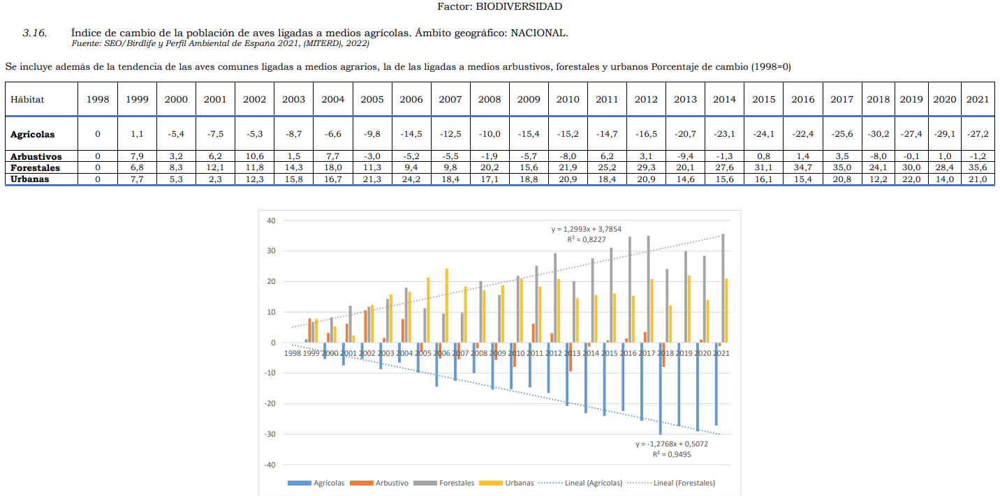 Factor: BIODIVERSIDAD
3.16. Índice de cambio de la población de aves ligadas a medios agrícolas. Ámbito geográfico: NACIONAL.
Fuente: SEO/Birdlife y Perfil Ambiental de España 2021, (MITERD), 2022)
Se incluye además de la tendencia de las aves comunes ligadas a medios agrarios, la de las ligadas a medios arbustivos, forestales y urbanos Porcentaje de cambio (1998=0)
Hábitat 1998 1999 2000 2001 2002 2003 2004 2005 2006 2007 2008 2009 2010 2011 2012 2013 2014 2015 2016 2017 2018 2019 2020 2021
Agrícolas 0 1,1 -5,4 -7,5 -5,3 -8,7 -6,6 -9,8 -14,5 -12,5 -10,0 -15,4 -15,2 -14,7 -16,5 -20,7 -23,1 -24,1 -22,4 -25,6 -30,2 -27,4 -29,1 -27,2
Arbustivos 0 7,9 3,2 6,2 10,6 1,5 7,7 -3,0 -5,2 -5,5 -1,9 -5,7 -8,0 6,2 3,1 -9,4 -1,3 0,8 1,4 3,5 -8,0 -0,1 1,0 -1,2
Forestales 0 6,8 8,3 12,1 11,8 14,3 18,0 11,3 9,4 9,8 20,2 15,6 21,9 25,2 29,3 20,1 27,6 31,1 34,7 35,0 24,1 30,0 28,4 35,6
Urbanas 0 7,7 5,3 2,3 12,3 15,8 16,7 21,3 24,2 18,4 17,1 18,8 20,9 18,4 20,9 14,6 15,6 16,1 15,4 20,8 12,2 22,0 14,0 21,0
40
y = 1,2993x + 3,7854
R² = 0,8227
30
20
10
0
1998 1999 2000 2001 2002 2003 2004 2005 2006 2007 2008 2009 2010 2011 2012 2013 2014 2015 2016 2017 2018 2019 2020 2021
-10
-20
-30
y = -1,2768x + 0,5072
R² = 0,9495
-40
Agrícolas Arbustivo Forestales Urbanas Lineal (Agrícolas) Lineal (Forestales)